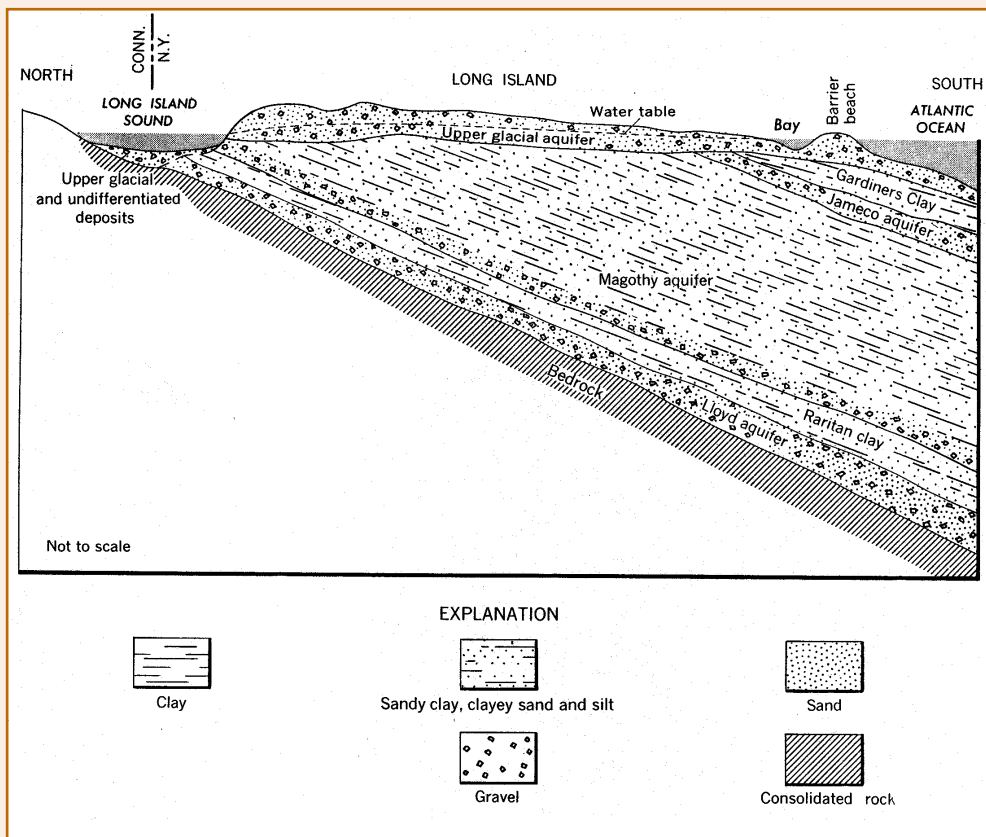 CONN.
N.Y.
NORTH
LONG ISLAND
SOUTH
LONG ISLAND
SOUND
Water table
Bay
Barrier
beach
ATLANTIC
OCEAN
Upper glacial aquifer
Upper glacial
and undifferentiated
deposits
Gardiners Clay
Jameco aquifer
Magothy aquifer
Bedrock
Lloyd aquifer
Raritan clay
Not to scale
EXPLANATION
Clay
Sandy clay, clayey sand and silt
Sand
Gravel
Consolidated rock